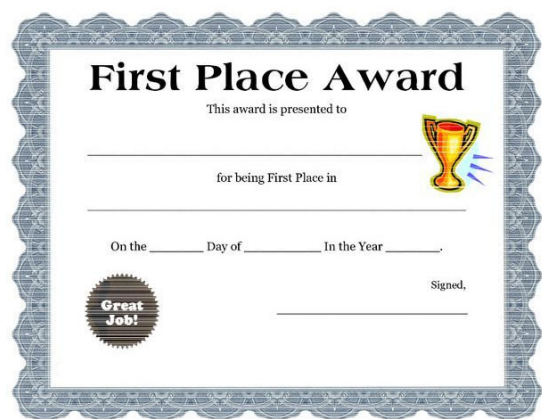 First Place Award
This award is presented to
for being First Place in
On the ________ Day of ____________ In the Year ________.
Signed,
Great
Job!